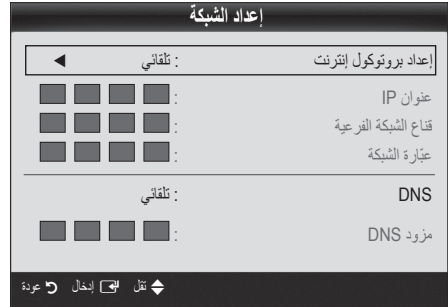 إعداد الشبكة
إعداد بروتوكول إنترنت : تلقائي ◀
عنوان IP :
قناع الشبكة الفرعية :
عبّارة الشبكة :
DNS : تلقائي
مزود DNS :
نقل إدخال عودة